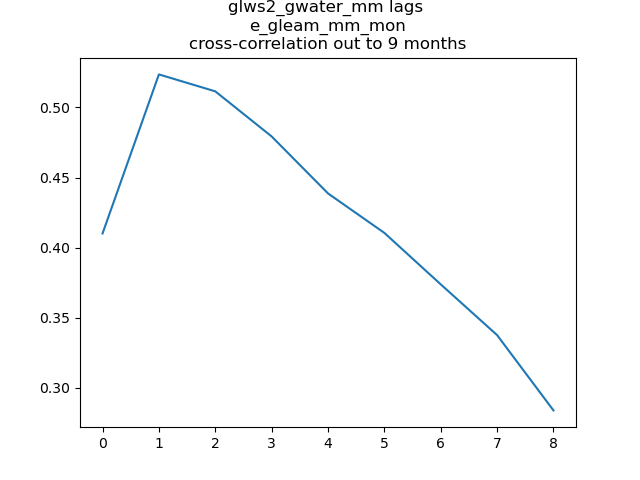 glws2_gwater_mm lags
e_gleam_mm_mon
cross-correlation out to 9 months
0.50
0.45
0.40
0.35
0.30
0 1 2 3 4 5 6 7 8